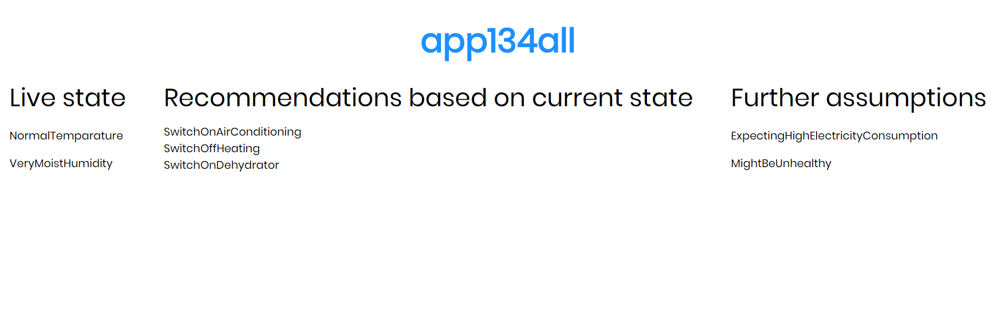 app134all
Live state
NormalTemparature
VeryMoistHumidity
Recommendations based on current state
SwitchOnAirConditioning
SwitchOffHeating
SwitchOnDehydrator
Further assumptions
ExpectingHighElectricityConsumption
MightBeUnhealthy